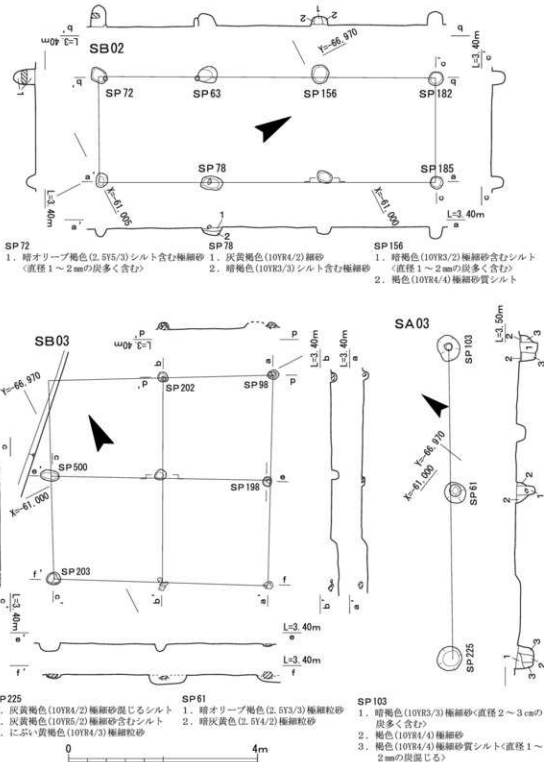 SB02
L=3.40m
Y=-66.970
L=3.40m
SP72
SP63
SP156
SP182
SP78
SP185
L=3.40m
X=-61.005
X=-61.000
L=3.40m
SP72
1. 暗オリーブ褐色(2.5Y5/3)シルト含む極細砂
<直径1~2㎜の炭多く含む>
SP78
1. 灰黄褐色(10YR4/2)細砂
2. 暗褐色(10YR3/3)シルト含む極細砂
SP156
1. 暗褐色(10YR3/2)極細砂含むシルト
<直径1~2㎜の炭多く含む>
2. 褐色(10YR4/4)極細砂質シルト
SB03
L=3.40m
Y=-66.970
SP202
SP98
L=3.40m
L=3.40m
SP500
SP198
X=-61.000
SP203
L=3.40m
L=3.40m
L=3.40m
SA03
SP103
L=3.50m
Y=-66.970
X=-61.000
SP61
SP225
P225
. 灰黄褐色(10YR4/2)極細砂混じるシルト
. 灰黄褐色(10YR5/2)極細砂含むシルト
. にぶい黄褐色(10YR4/3)極細粒砂
SP61
1. 暗オリーブ褐色(2.5Y3/3)極細粒砂
2. 暗灰黄色(2.5Y4/2)極細粒砂
SP103
1. 暗褐色(10YR3/3)極細砂<直径2~3㎝の
炭多く含む>
2. 褐色(10YR4/4)極細砂
3. 褐色(10YR4/4)極細砂質シルト<直径1~
2㎜の炭混じる>
0 4m